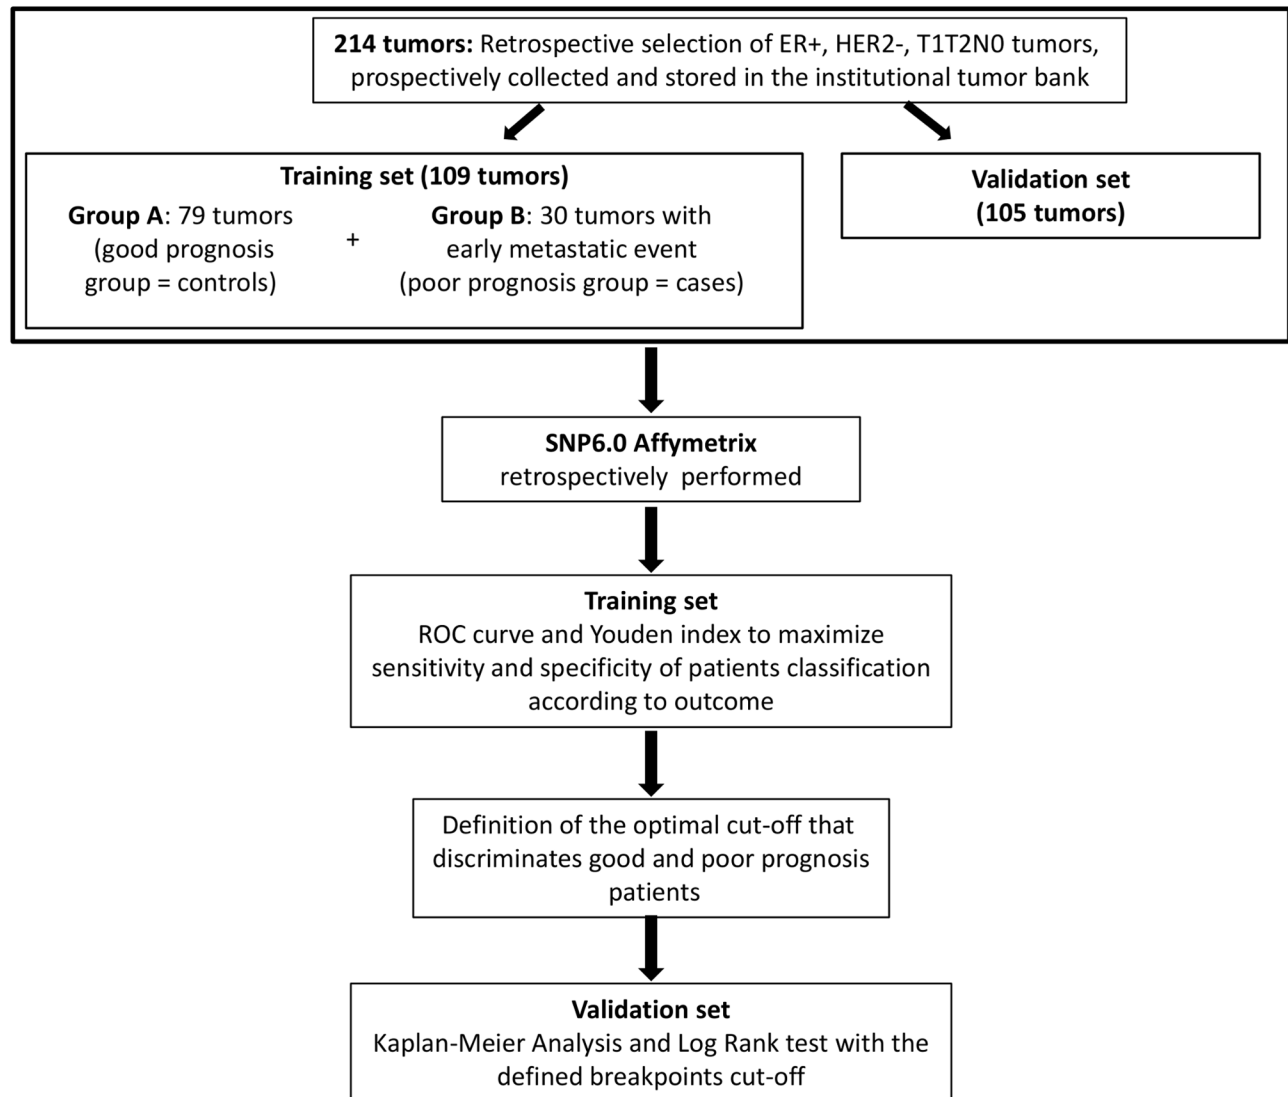 214 tumors: Retrospective selection of ER+, HER2-, T1T2N0 tumors,
prospectively collected and stored in the institutional tumor bank
Training set (109 tumors)
Group A: 79 tumors
(good prognosis
group = controls)
+
Group B: 30 tumors with
early metastatic event
(poor prognosis group = cases)
Validation set
(105 tumors)
SNP6.0 Affymetrix
retrospectively performed
Training set
ROC curve and Youden index to maximize
sensitivity and specificity of patients classification
according to outcome
Definition of the optimal cut-off that
discriminates good and poor prognosis
patients
Validation set
Kaplan-Meier Analysis and Log Rank test with the
defined breakpoints cut-off